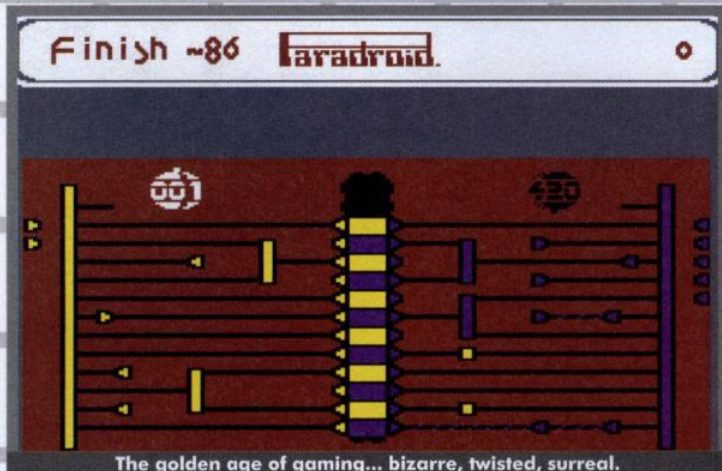 Finish ~86 Paradroid. 0
001 420
The golden age of gaming... bizarre, twisted, surreal.